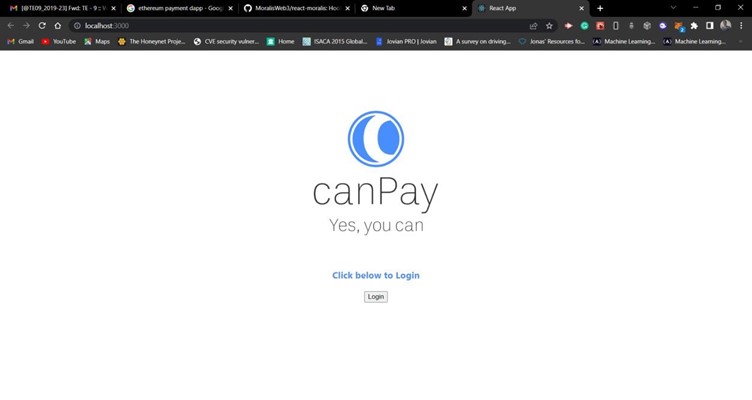 [@TE09_2019-23] Fwd: TE - 9 :: W
ethereum payment dapp - Goog
MoralisWeb3/react-moralis: Hoo
New Tab
React App
localhost:3000
Gmail
YouTube
Maps
The Honeynet Proje...
CVE security vulner...
Home
ISACA 2015 Global...
Jovian PRO | Jovian
A survey on driving...
Jonas' Resources fo...
Machine Learning...
Machine Learning...
canPay
Yes, you can
Click below to Login
Login